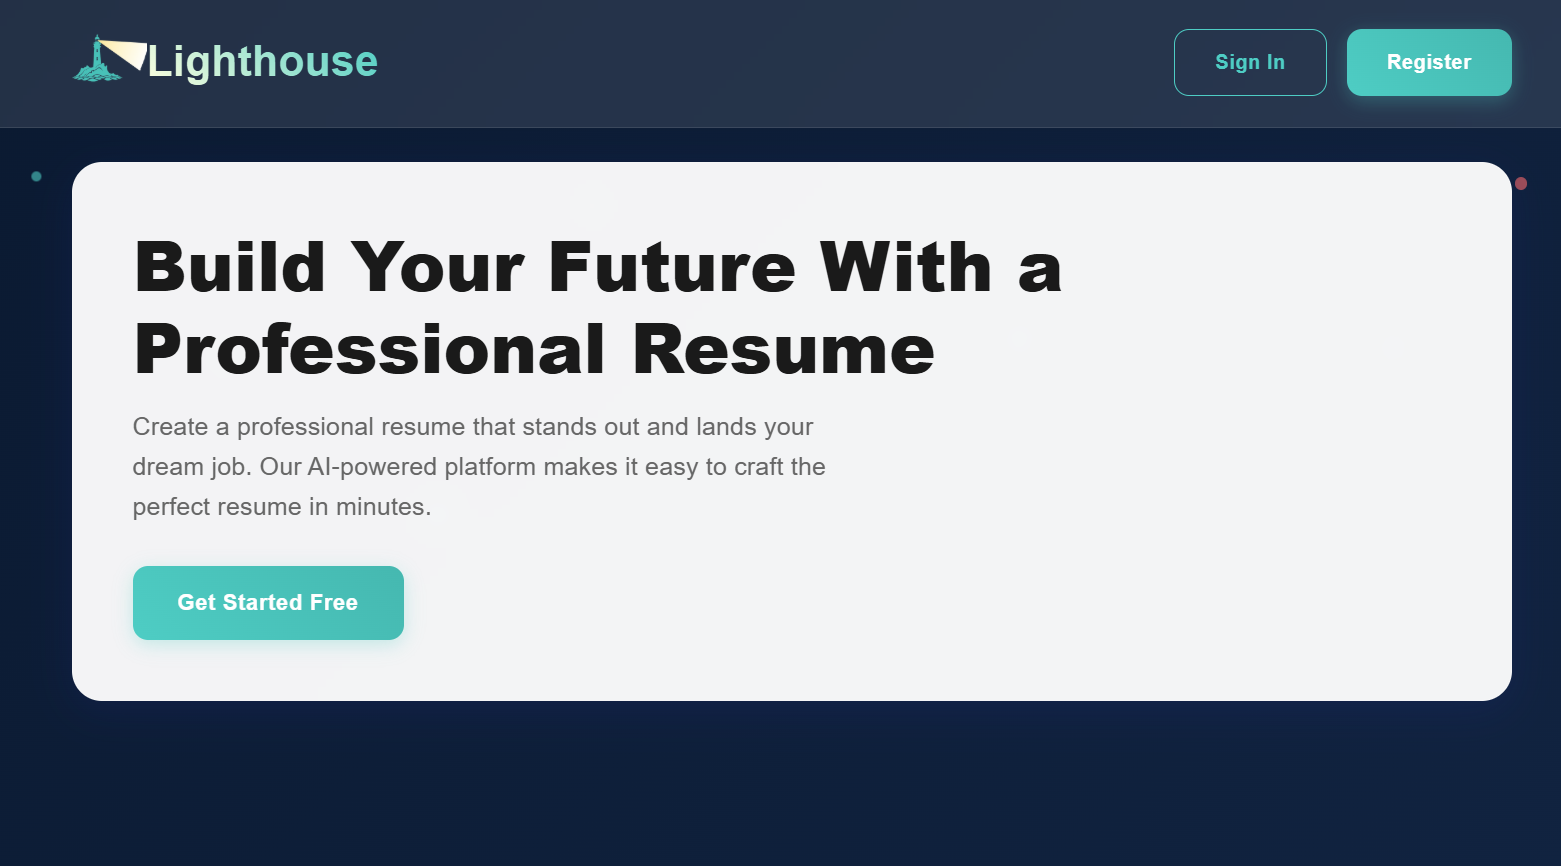 Lighthouse
Sign In
Register
Build Your Future With a
Professional Resume
Create a professional resume that stands out and lands your
dream job. Our AI-powered platform makes it easy to craft the
perfect resume in minutes.
Get Started Free